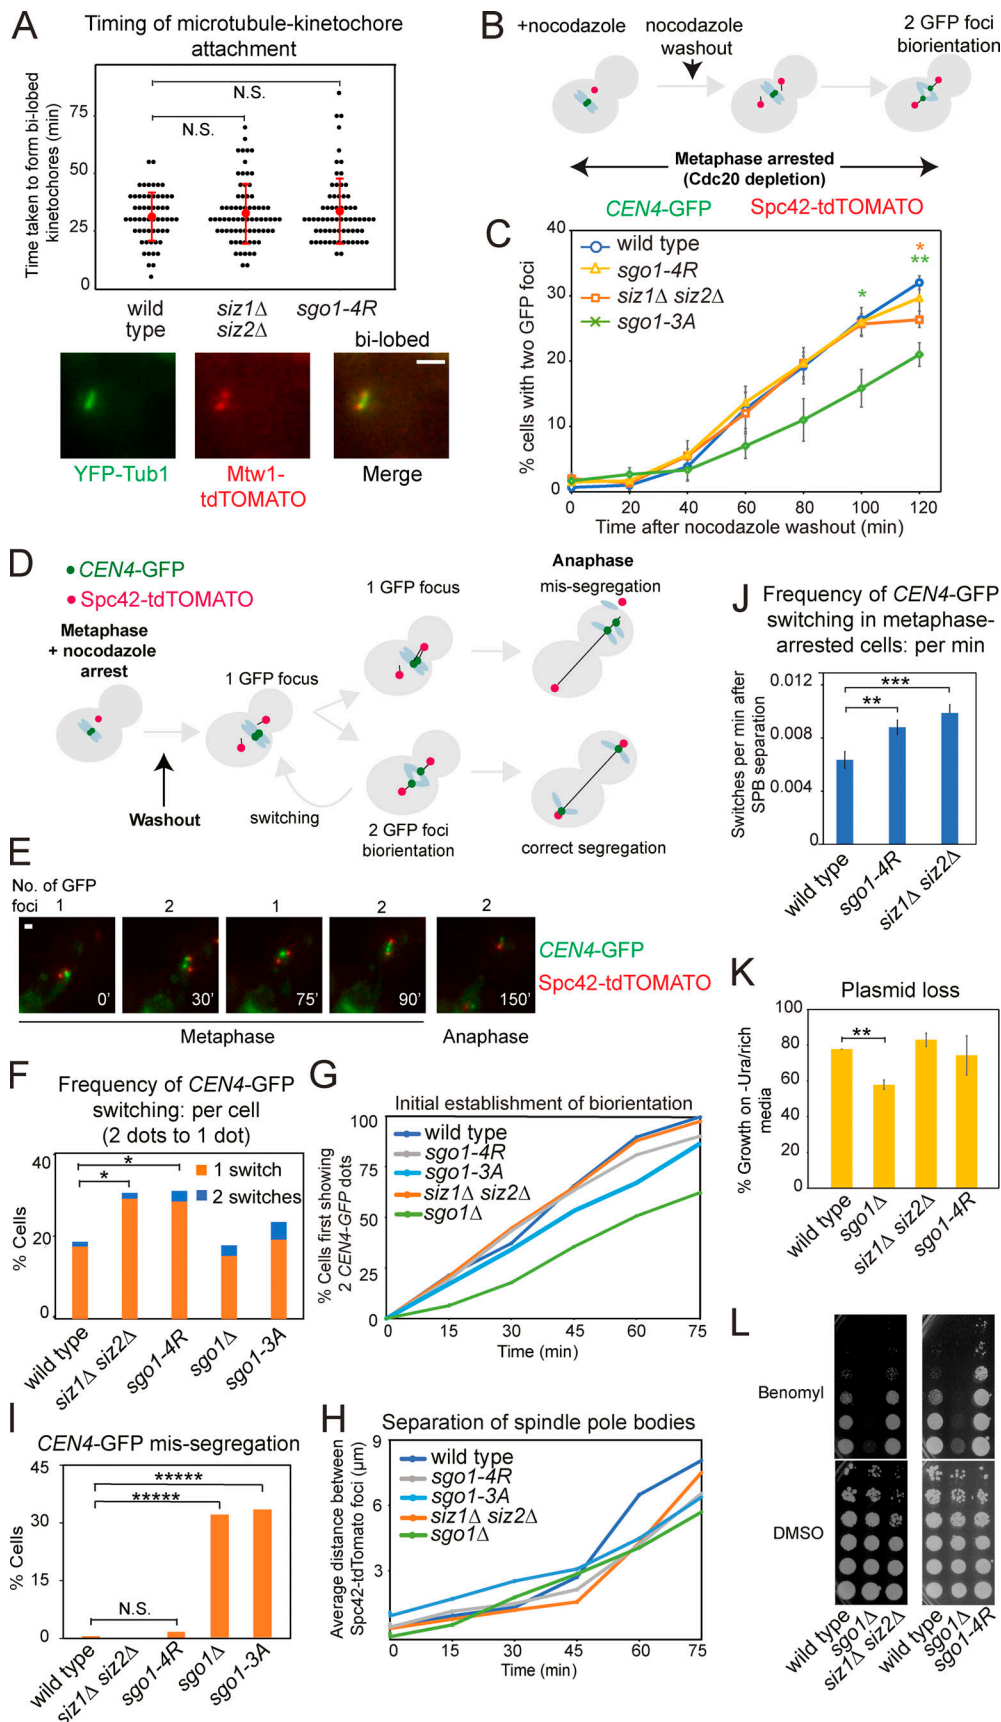 A
Timing of microtubule-kinetochore
attachment
Time taken to form bi-lobed
kinetochores (min)
75
50
25
0
N.S.
N.S.
wild
type
siz1Δ
siz2Δ
sgo1-4R
bi-lobed
YFP-Tub1
Mtw1-
tdTOMATO
Merge
B
+nocodazole
nocodazole
washout
2 GFP foci
biorientation
Metaphase arrested
(Cdc20 depletion)
CEN4-GFP
Spc42-tdTOMATO
C
% cells with two GFP foci
40
30
20
10
0
wild type
sgo1-4R
siz1Δ siz2Δ
sgo1-3A
*
*
**
0 20 40 60 80 100 120
Time after nocodazole washout (min)
D
CEN4-GFP
Spc42-tdTOMATO
Metaphase
+ nocodazole
arrest
Washout
1 GFP focus
switching
1 GFP focus
2 GFP foci
biorientation
Anaphase
mis-segregation
correct segregation
E
No. of GFP
foci
1 2 1 2 2
0' 30' 75' 90' 150'
Metaphase
Anaphase
CEN4-GFP
Spc42-tdTOMATO
F
Frequency of CEN4-GFP
switching: per cell
(2 dots to 1 dot)
% Cells
40
20
0
*
*
1 switch
2 switches
wild type
siz1Δ siz2Δ
sgo1-4R
sgo1Δ
sgo1-3A
G
Initial establishment of biorientation
% Cells first showing
2 CEN4-GFP dots
100
75
50
25
0
wild type
sgo1-4R
sgo1-3A
siz1Δ siz2Δ
sgo1Δ
0 15 30 45 60 75
Time (min)
H
Separation of spindle pole bodies
Average distance between
Spc42-tdTomato foci (μm)
9
6
3
wild type
sgo1-4R
sgo1-3A
siz1Δ siz2Δ
sgo1Δ
0 15 30 45 60 75
Time (min)
I
CEN4-GFP mis-segregation
% Cells
45
30
15
0
*****
*****
N.S.
wild type
siz1Δ siz2Δ
sgo1-4R
sgo1Δ
sgo1-3A
J
Frequency of CEN4-GFP
switching in metaphase-
arrested cells: per min
Switches per min after
SPB separation
0.012
0.008
0.004
0
***
**
wild type
sgo1-4R
siz1Δ siz2Δ
K
Plasmid loss
% Growth on -Ura/rich
media
100
80
60
40
20
0
**
wild type
sgo1Δ
siz1Δ siz2Δ
sgo1-4R
L
Benomyl
DMSO
wild type
sgo1Δ
siz1Δ siz2Δ
wild type
sgo1Δ
sgo1-4R